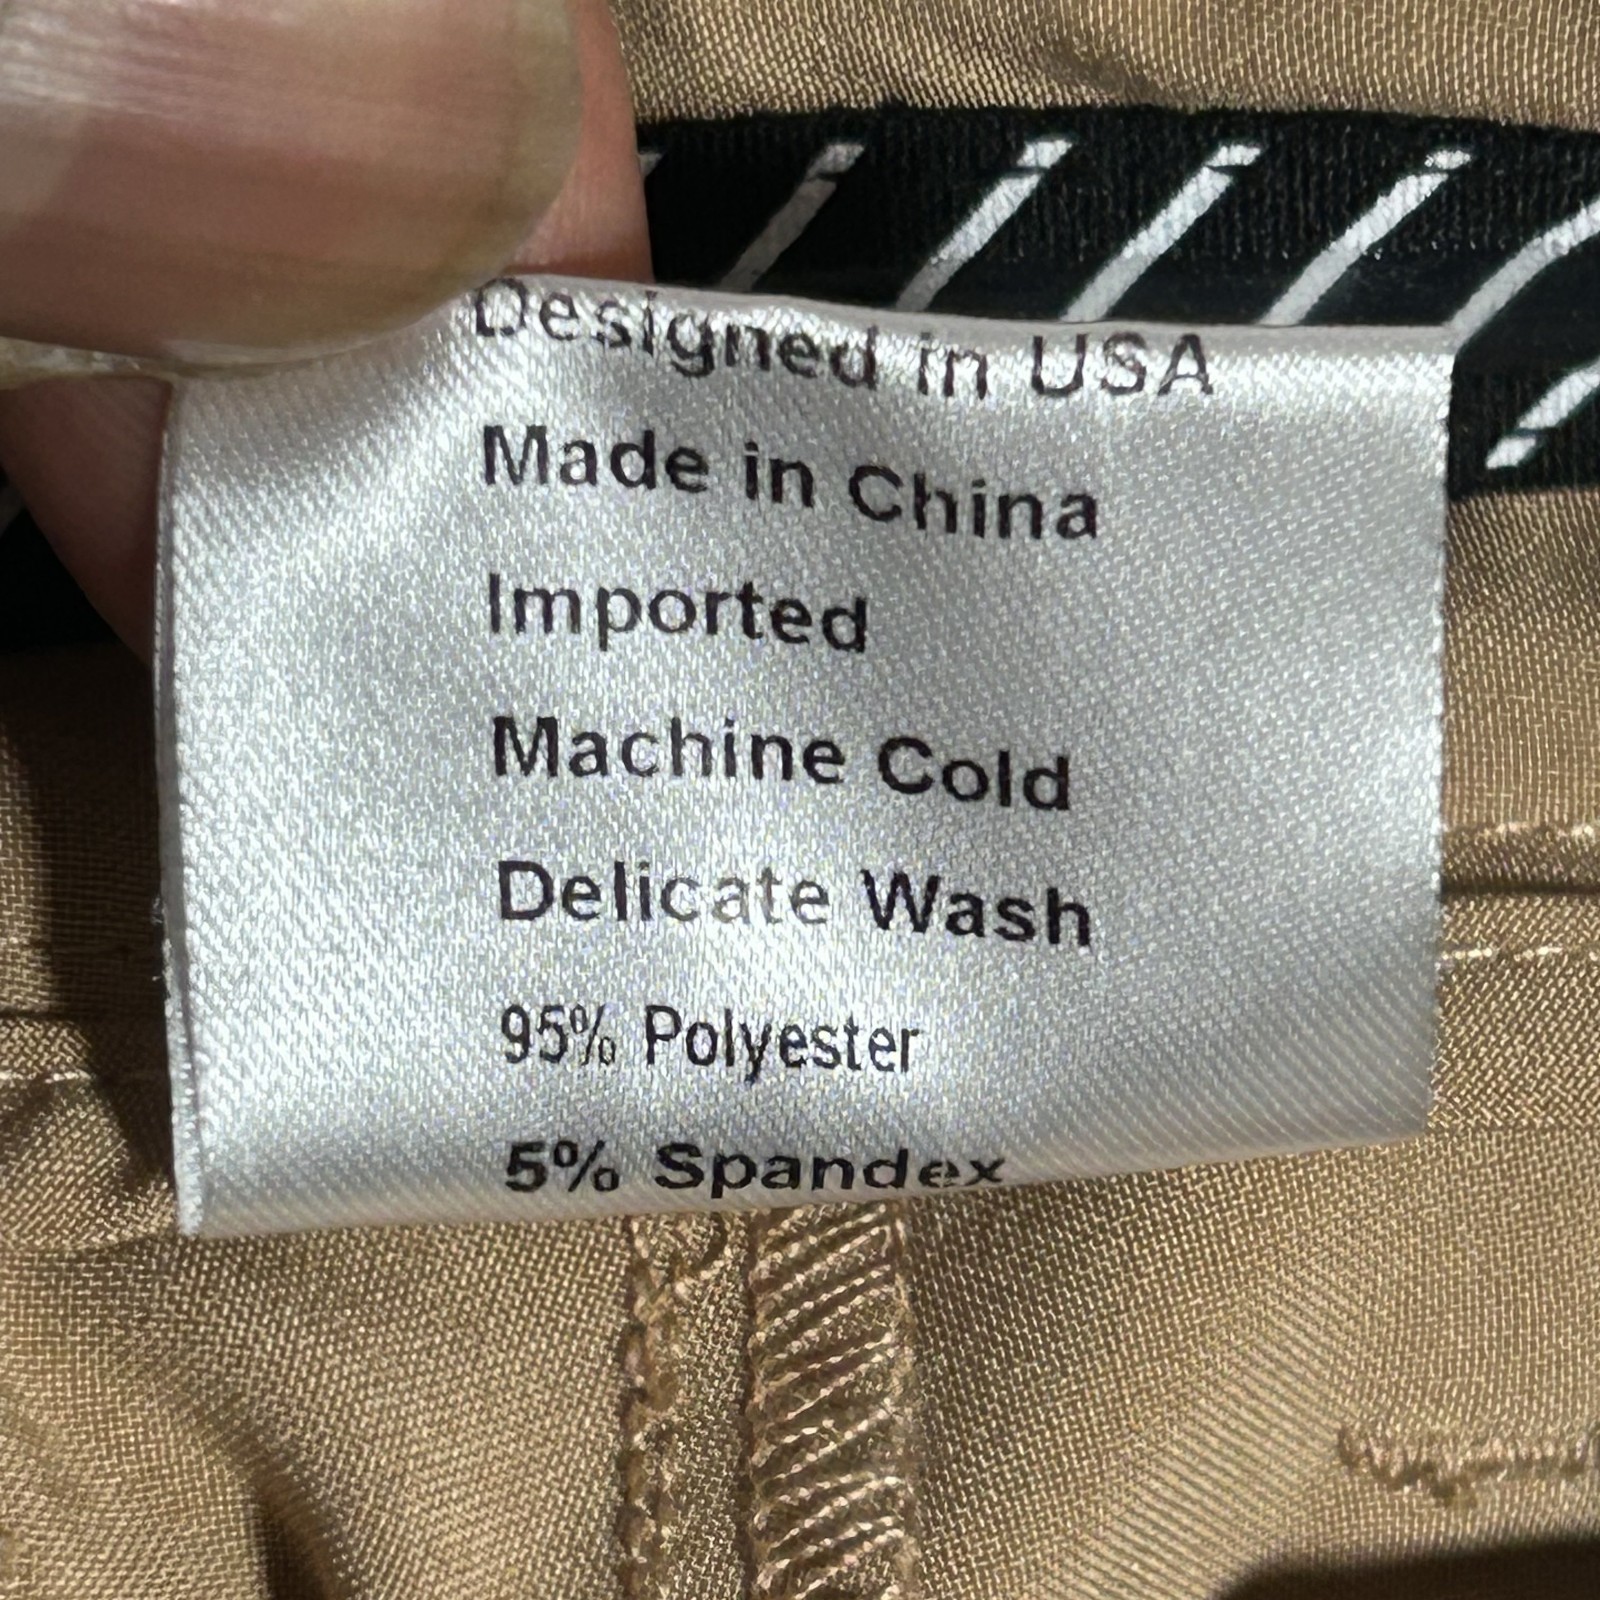 Designed in USA
Made in China
Imported
Machine Cold
Delicate Wash
95% Polyester
5% Spandex